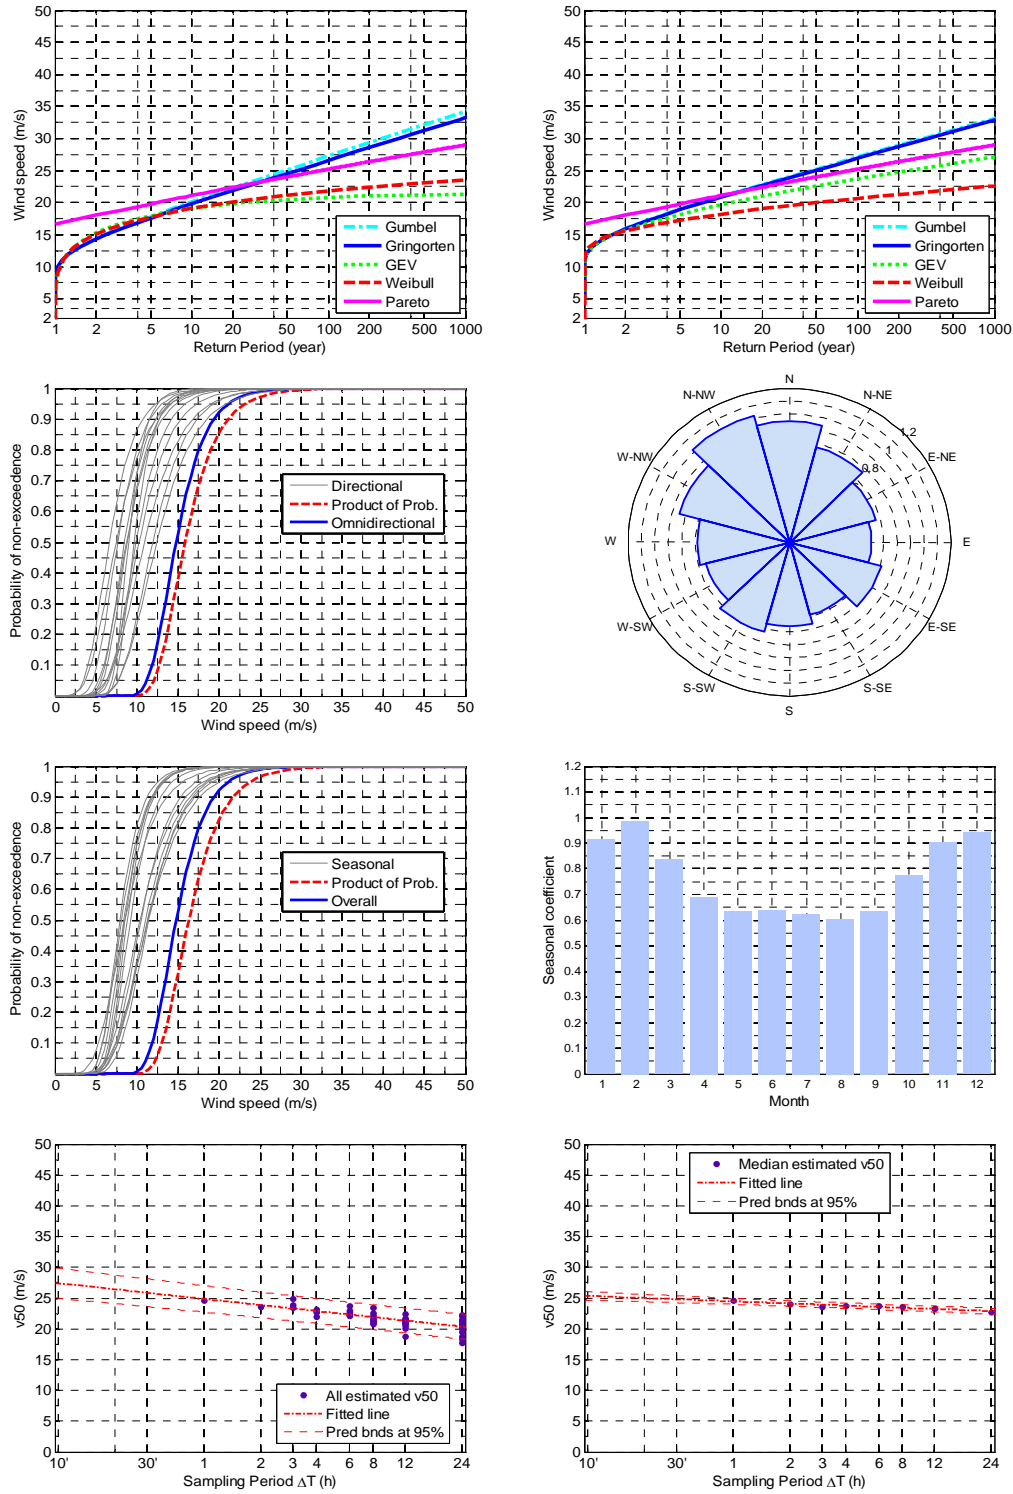 50
45
40
35
30
25
20
15
10
5
2
Wind speed (m/s)
Gumbel
Gringorten
GEV
Weibull
Pareto
1 2 5 10 20 50 100 200 500 1000
Return Period (year)
50
45
40
35
30
25
20
15
10
5
2
Wind speed (m/s)
Gumbel
Gringorten
GEV
Weibull
Pareto
1 2 5 10 20 50 100 200 500 1000
Return Period (year)
1
0.9
0.8
0.7
0.6
0.5
0.4
0.3
0.2
0.1
Probability of non-exceedence
Directional
Product of Prob.
Omnidirectional
0 5 10 15 20 25 30 35 40 45 50
Wind speed (m/s)
N
N-NW
N-NE
1.2
1
0.8
W-NW
E-NE
W
E
W-SW
E-SE
S-SW
S-SE
S
1
0.9
0.8
0.7
0.6
0.5
0.4
0.3
0.2
0.1
Probability of non-exceedence
Seasonal
Product of Prob.
Overall
0 5 10 15 20 25 30 35 40 45 50
Wind speed (m/s)
1.2
1.1
1
0.9
0.8
0.7
0.6
0.5
0.4
0.3
0.2
0.1
0
Seasonal coefficient
1 2 3 4 5 6 7 8 9 10 11 12
Month
50
45
40
35
30
25
20
15
10
5
0
v50 (m/s)
All estimated v50
Fitted line
Pred bnds at 95%
10' 30' 1 2 3 4 6 8 12 24
Sampling Period ΔT (h)
50
45
40
35
30
25
20
15
10
5
0
v50 (m/s)
Median estimated v50
Fitted line
Pred bnds at 95%
10' 30' 1 2 3 4 6 8 12 24
Sampling Period ΔT (h)